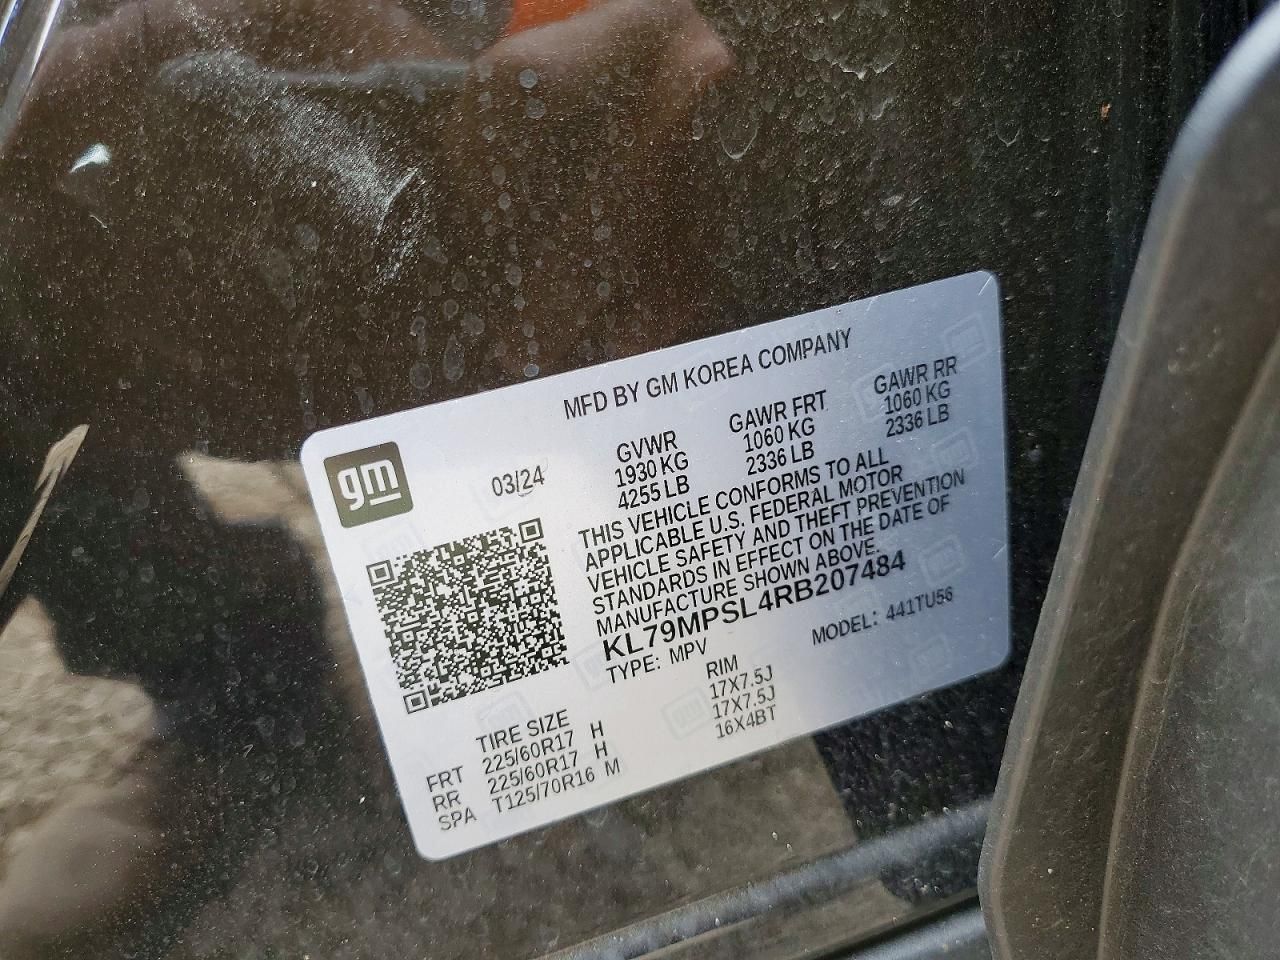 MFD BY GM KOREA COMPANY
gm
03/24
GVWR GAWR FRT GAWR RR
1930 KG 1060 KG 1060 KG
4255 LB 2336 LB 2336 LB
THIS VEHICLE CONFORMS TO ALL
APPLICABLE U.S. FEDERAL MOTOR
VEHICLE SAFETY AND THEFT PREVENTION
STANDARDS IN EFFECT ON THE DATE OF
MANUFACTURE SHOWN ABOVE.
KL79MPSL4RB207484
TYPE: MPV MODEL: 441TU56
TIRE SIZE RIM
FRT 225/60R17 H 17X7.5J
RR 225/60R17 H 17X7.5J
SPA T125/70R16 M 16X4BT